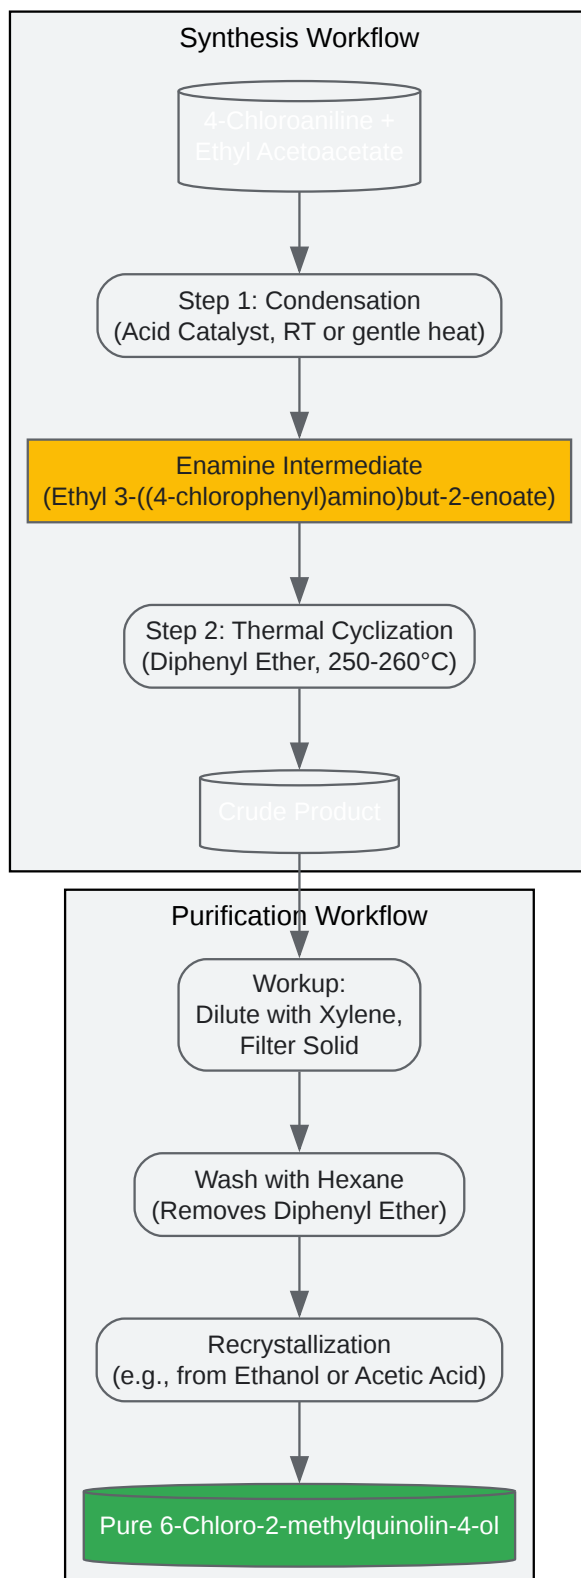 Synthesis Workflow
4-Chloroaniline +
Ethyl Acetoacetate
Step 1: Condensation
(Acid Catalyst, RT or gentle heat)
Enamine Intermediate
(Ethyl 3-((4-chlorophenyl)amino)but-2-enoate)
Step 2: Thermal Cyclization
(Diphenyl Ether, 250-260°C)
Crude Product
Purification Workflow
Workup:
Dilute with Xylene,
Filter Solid
Wash with Hexane
(Removes Diphenyl Ether)
Recrystallization
(e.g., from Ethanol or Acetic Acid)
Pure 6-Chloro-2-methylquinolin-4-ol